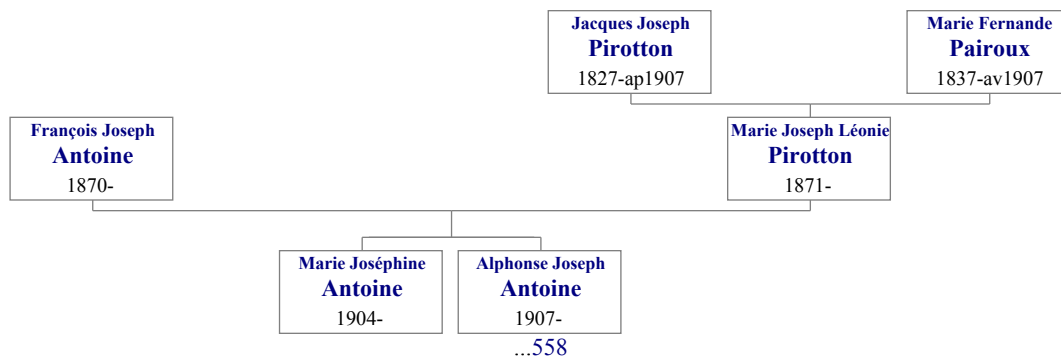 Jacques Joseph
Pirotton
1827-ap1907
Marie Fernande
Pairoux
1837-av1907
François Joseph
Antoine
1870-
Marie Joseph Léonie
Pirotton
1871-
Marie Joséphine
Antoine
1904-
Alphonse Joseph
Antoine
1907-
...558